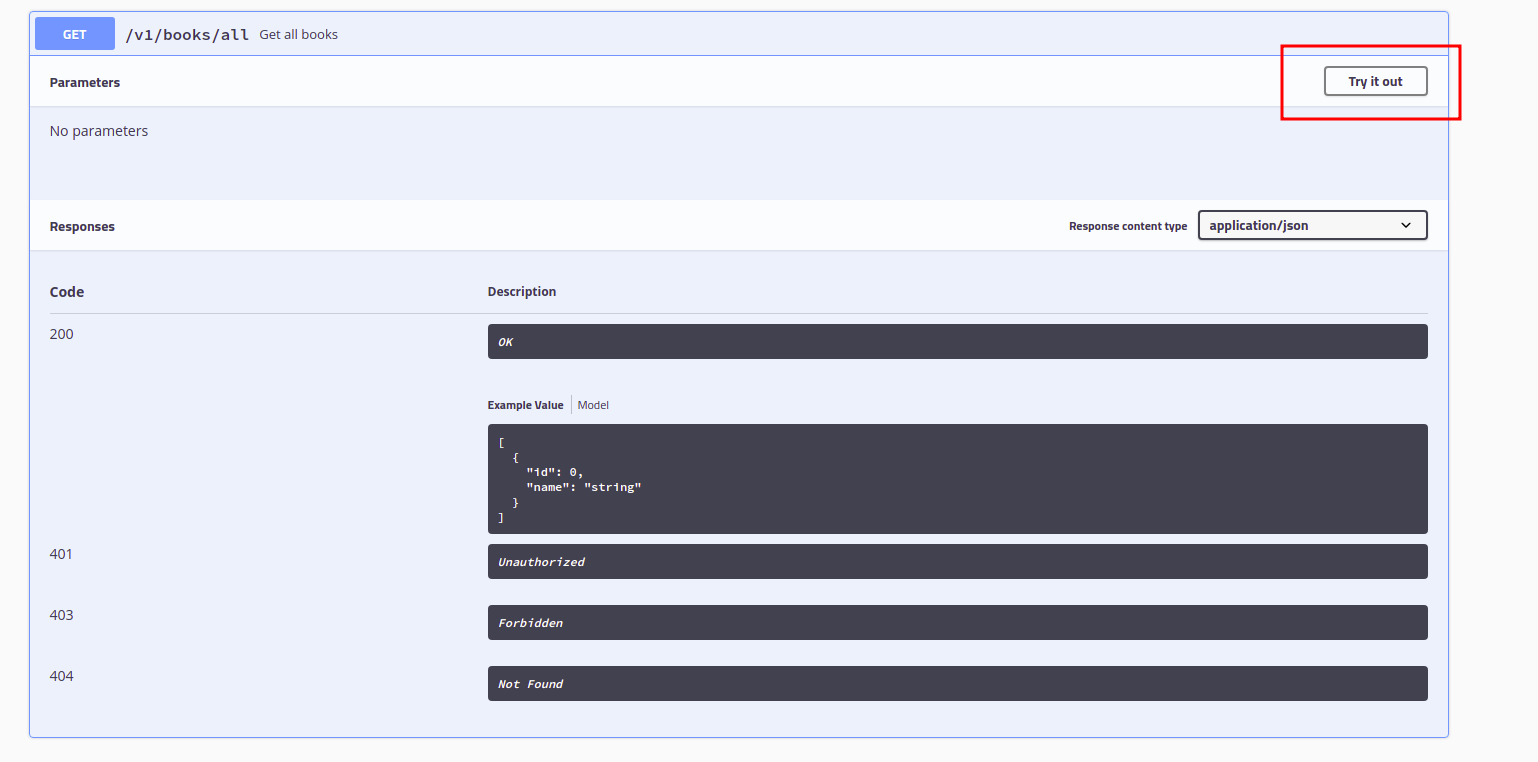 GET /v1/books/all Get all books
Parameters
Try it out
No parameters
Responses
Response content type application/json
Code Description
200
OK
Example Value Model
[
  {
    "id": 0,
    "name": "string"
  }
]
401
Unauthorized
403
Forbidden
404
Not Found